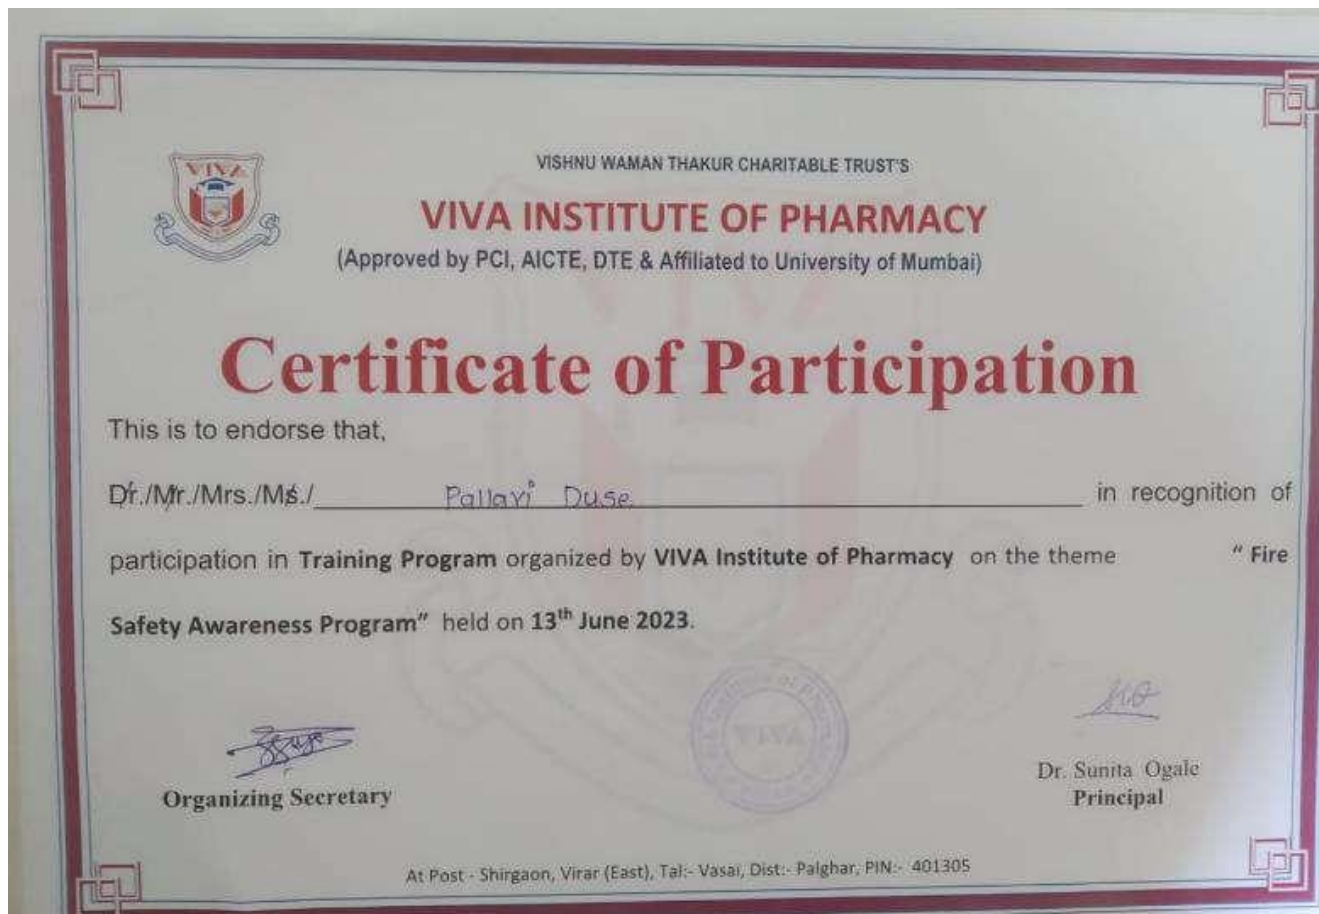 VIVA
VISHNU WAMAN THAKUR CHARITABLE TRUST'S
VIVA INSTITUTE OF PHARMACY
(Approved by PCI, AICTE, DTE & Affiliated to University of Mumbai)
Certificate of Participation
This is to endorse that,
Dr./Mr./Mrs./Ms./ Pallavi Duse in recognition of
participation in Training Program organized by VIVA Institute of Pharmacy on the theme " Fire
Safety Awareness Program" held on 13th June 2023.
Organizing Secretary
Dr. Sunita Ogale
Principal
At Post - Shirgaon, Virar (East), Tal:- Vasai, Dist:- Palghar, PIN:- 401305